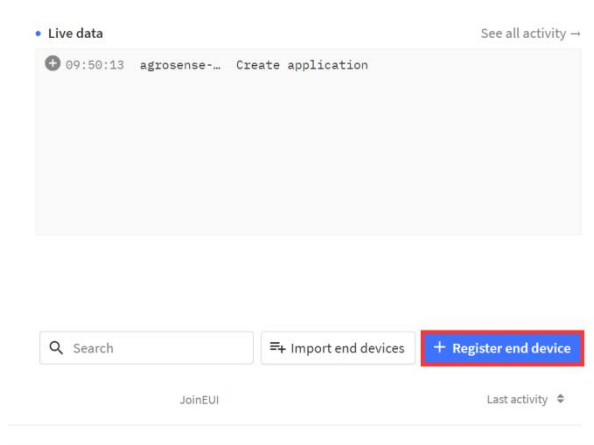 Live data See all activity →
09:50:13 agrosense-… Create application
Search Import end devices + Register end device
JoinEUI Last activity